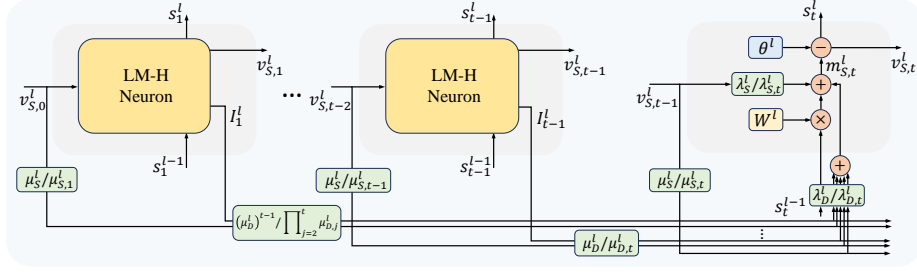 s_1^l
s_{t-1}^l
s_t^l
LM-H
Neuron
v_{S,1}^l
v_{S,0}^l
I_1^l
s_1^{l-1}
μ_S^l/μ_{S,1}^l
...
LM-H
Neuron
v_{S,t-1}^l
v_{S,t-2}^l
I_{t-1}^l
s_{t-1}^{l-1}
μ_S^l/μ_{S,t-1}^l
θ^l
−
v_{S,t}^l
m_{S,t}^l
v_{S,t-1}^l
λ_S^l/λ_{S,t}^l
+
W^l
×
+
μ_S^l/μ_{S,t}^l
s_t^{l-1}
λ_D^l/λ_{D,t}^l
(μ_D^l)^{t-1}/∏_{j=2}^t μ_{D,j}^l
μ_D^l/μ_{D,t}^l
⋮